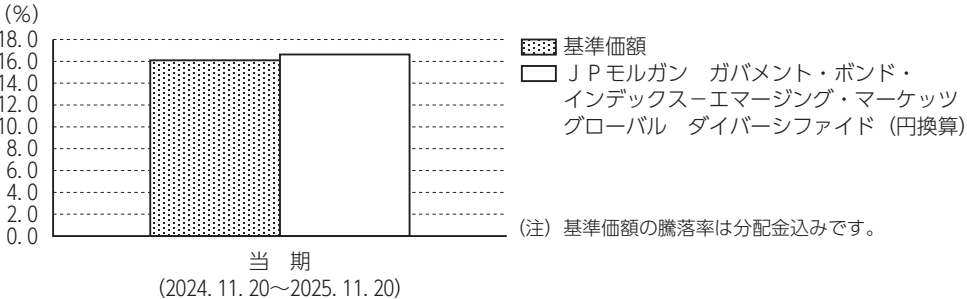 (%)
18.0
16.0
14.0
12.0
10.0
8.0
6.0
4.0
2.0
0.0
当 期
(2024.11.20～2025.11.20)
基準価額
ＪＰモルガン ガバメント・ボンド・
インデックス－エマージング・マーケッツ
グローバル ダイバーシファイド（円換算）
（注）基準価額の騰落率は分配金込みです。